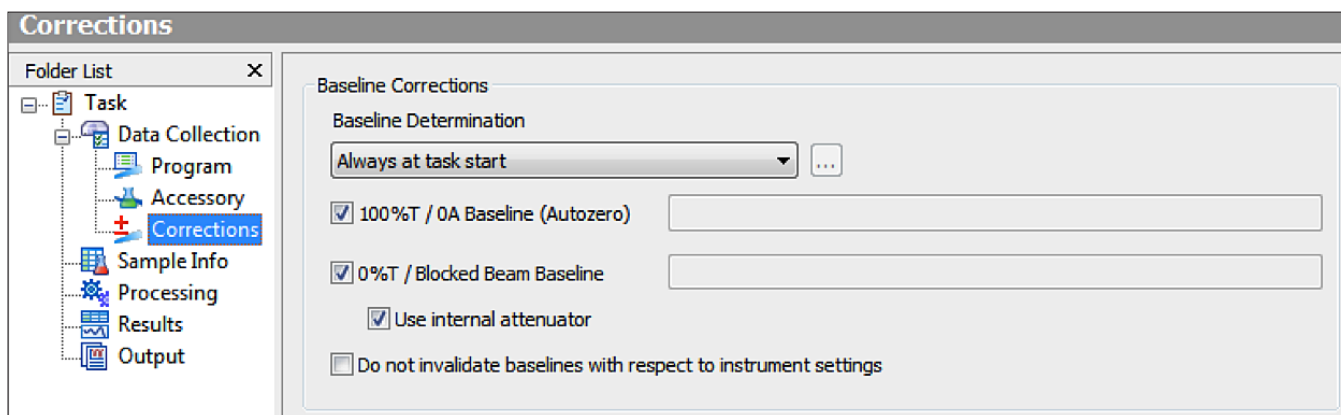 Corrections
Folder List
Task
Data Collection
Program
Accessory
Corrections
Sample Info
Processing
Results
Output
Baseline Corrections
Baseline Determination
Always at task start
...
100%T / 0A Baseline (Autozero)
0%T / Blocked Beam Baseline
Use internal attenuator
Do not invalidate baselines with respect to instrument settings